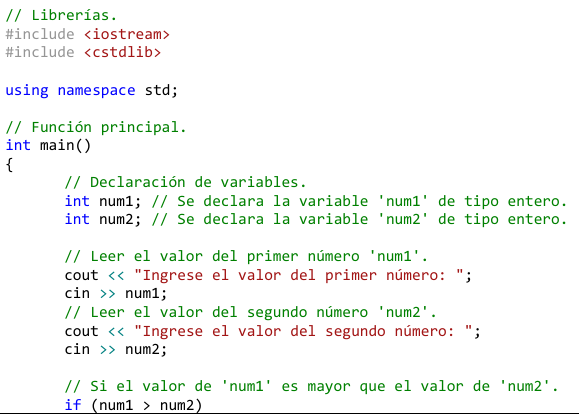 // Librerías.
#include <iostream>
#include <cstdlib>
using namespace std;
// Función principal.
int main()
{
// Declaración de variables.
int num1; // Se declara la variable 'num1' de tipo entero.
int num2; // Se declara la variable 'num2' de tipo entero.
// Leer el valor del primer número 'num1'.
cout << "Ingrese el valor del primer número: ";
cin >> num1;
// Leer el valor del segundo número 'num2'.
cout << "Ingrese el valor del segundo número: ";
cin >> num2;
// Si el valor de 'num1' es mayor que el valor de 'num2'.
if (num1 > num2)